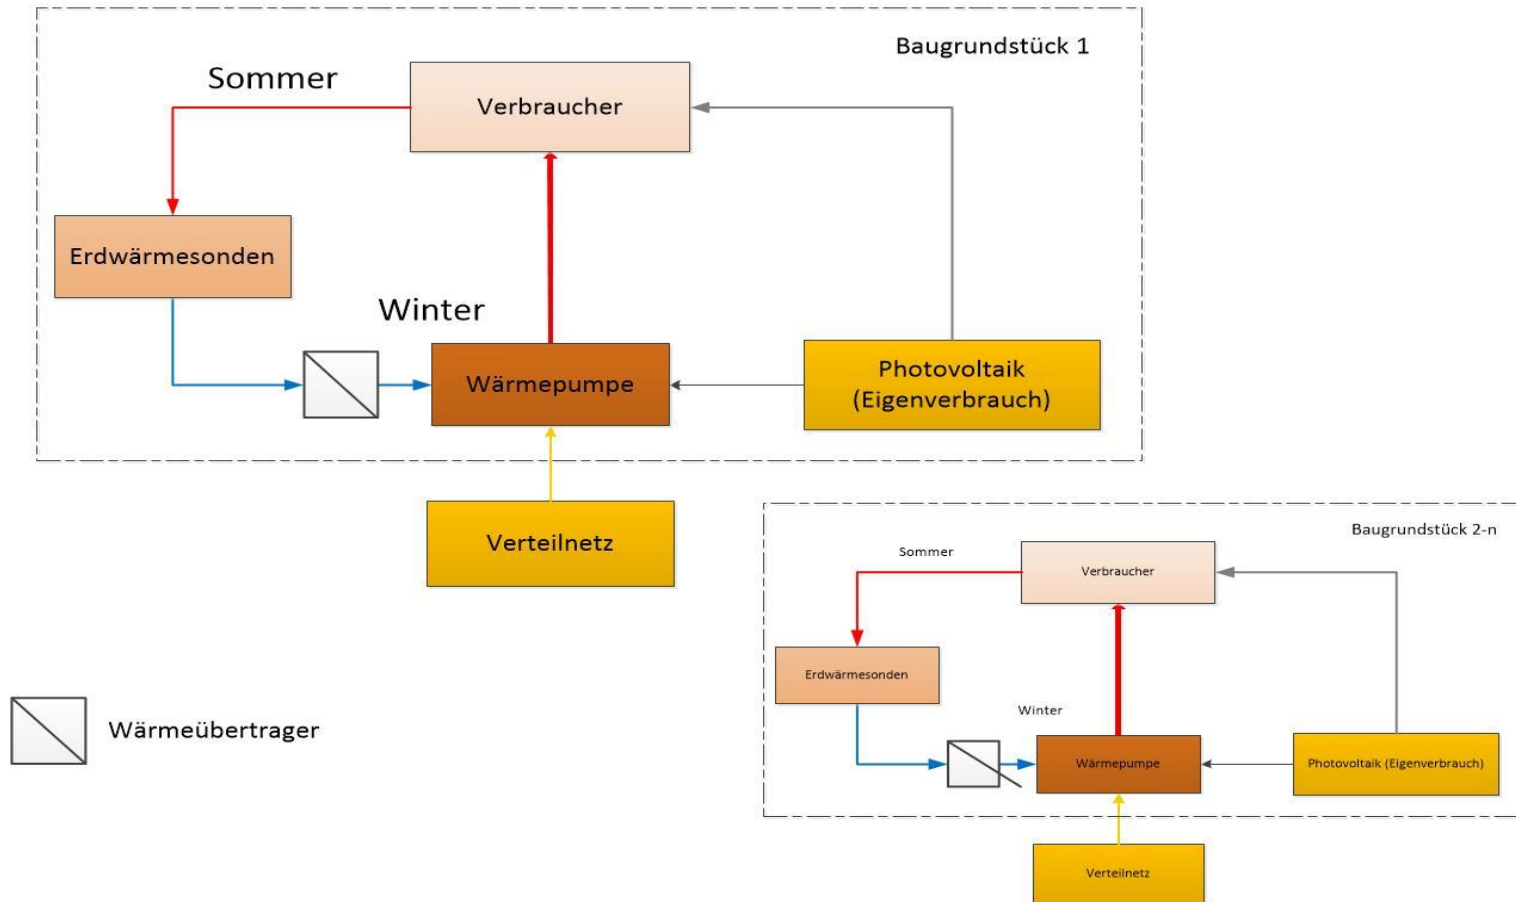 Baugrundstück 1
Sommer
Verbraucher
Erdwärmesonden
Winter
Wärmepumpe
Photovoltaik
(Eigenverbrauch)
Verteilnetz
Baugrundstück 2-n
Sommer
Verbraucher
Erdwärmesonden
Winter
Wärmepumpe
Photovoltaik (Eigenverbrauch)
Verteilnetz
Wärmeübertrager